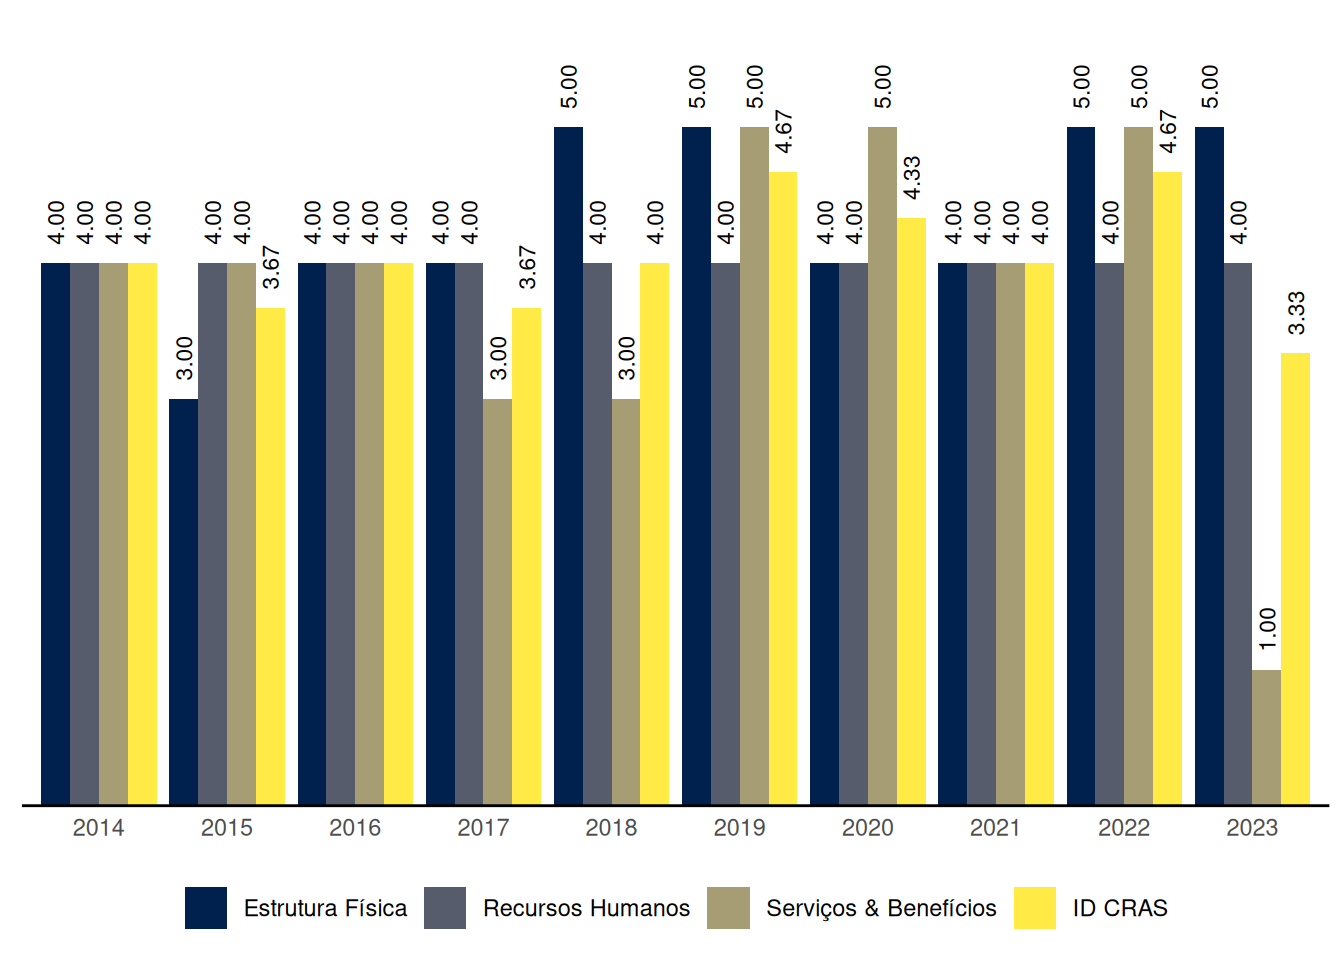 4.00 4.00 4.00 4.00
3.00 4.00 4.00 3.67
4.00 4.00 4.00 4.00
4.00 4.00 3.00 3.67
5.00 4.00 3.00 4.00
5.00 4.00 5.00 4.67
4.00 4.00 5.00 4.33
4.00 4.00 4.00 4.00
5.00 4.00 5.00 4.67
5.00 4.00 1.00 3.33
2014 2015 2016 2017 2018 2019 2020 2021 2022 2023
Estrutura Física Recursos Humanos Serviços & Benefícios ID CRAS